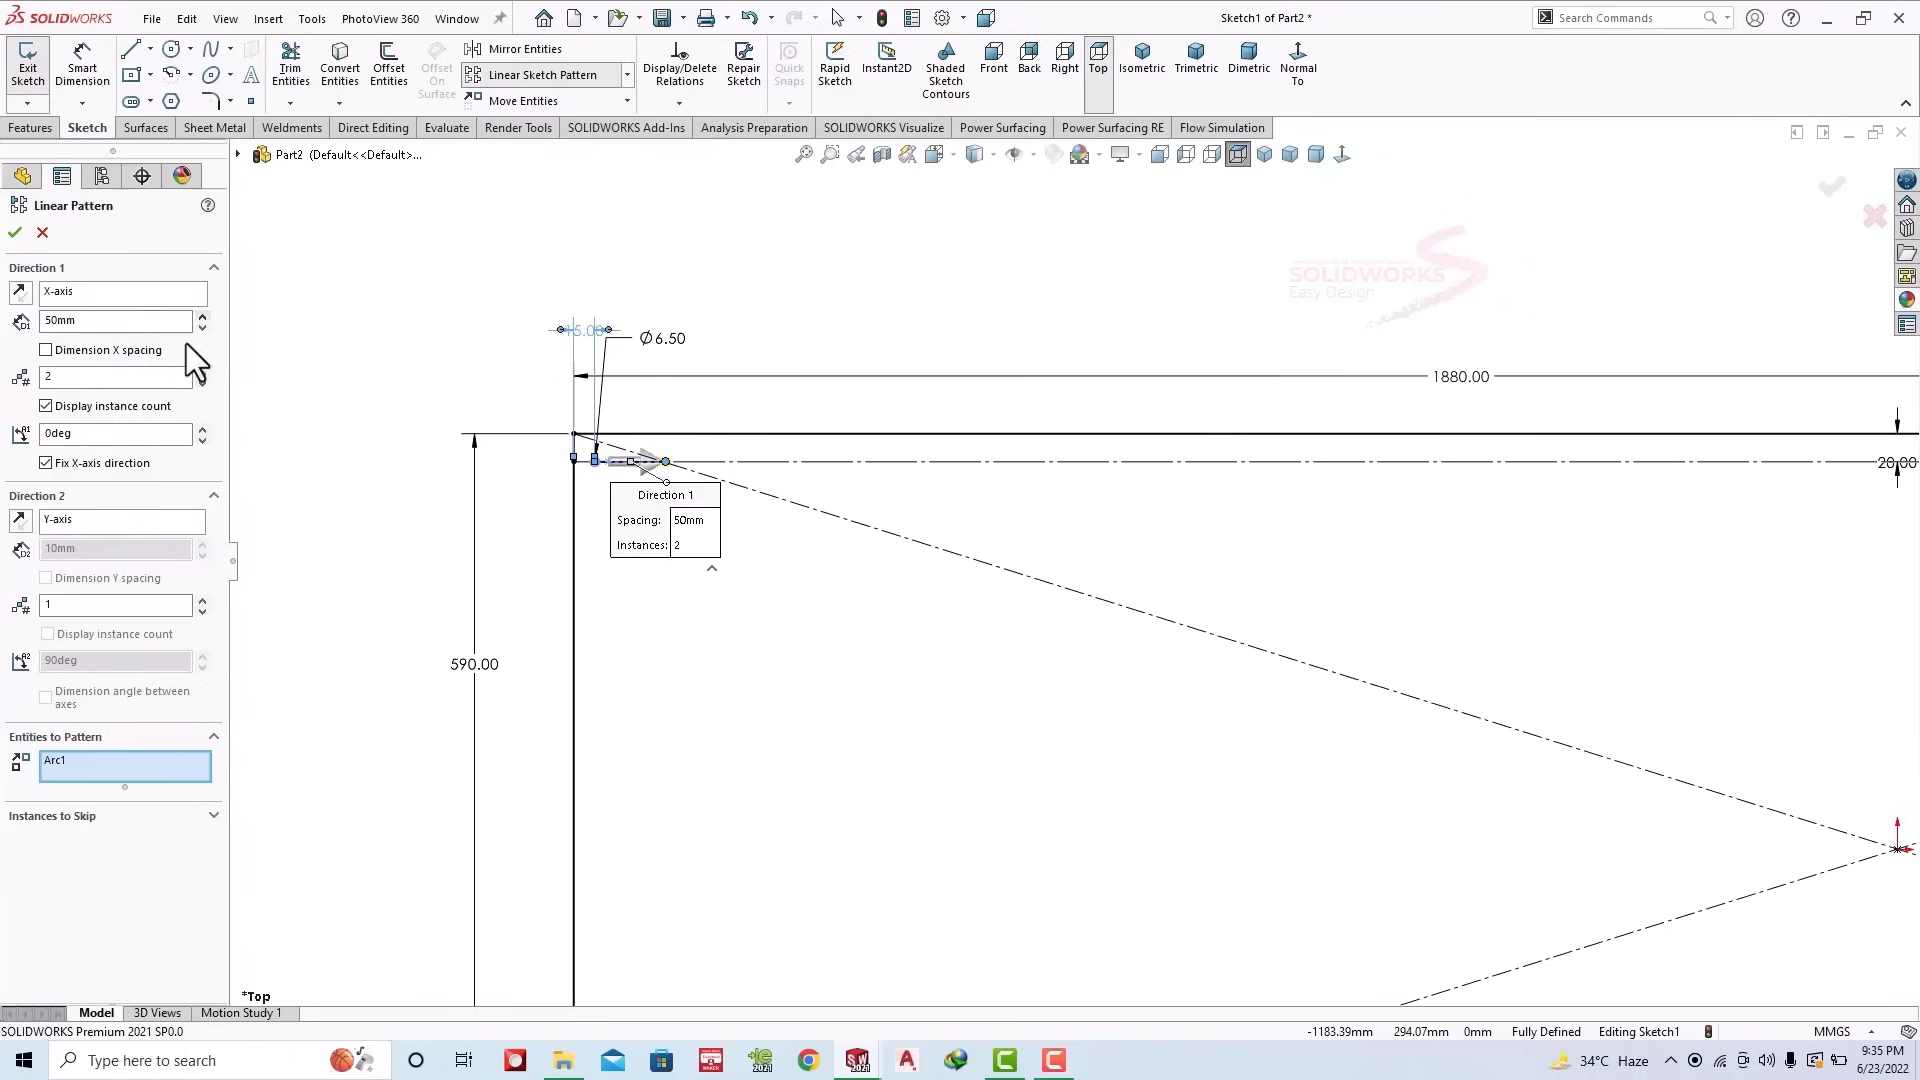 SOLIDWORKS File Edit View Insert Tools PhotoView 360 Window Sketch1 of Part2 * Search Commands
Exit Sketch
Smart Dimension
Trim Entities
Convert Entities
Offset Entities
Offset On Surface
Mirror Entities
Linear Sketch Pattern
Move Entities
Display/Delete Relations
Repair Sketch
Quick Snaps
Rapid Sketch
Instant2D
Shaded Sketch Contours
Front
Back
Right
Top
Isometric
Trimetric
Dimetric
Normal To
Features Sketch Surfaces Sheet Metal Weldments Direct Editing Evaluate Render Tools SOLIDWORKS Add-Ins Analysis Preparation SOLIDWORKS Visualize Power Surfacing Power Surfacing RE Flow Simulation
Part2 (Default<<Default>...
Linear Pattern
Direction 1
X-axis
50mm
Dimension X spacing
2
Display instance count
0deg
Fix X-axis direction
Direction 2
Y-axis
10mm
Dimension Y spacing
1
Display instance count
90deg
Dimension angle between
axes
Entities to Pattern
Arc1
Instances to Skip
SOLIDWORKS
Easy Design
15.00
Ø6.50
1880.00
20.00
Direction 1
Spacing: 50mm
Instances: 2
590.00
*Top
Model 3D Views Motion Study 1
SOLIDWORKS Premium 2021 SP0.0 -1183.39mm 294.07mm 0mm Fully Defined Editing Sketch1 MMGS
Type here to search 34°C Haze 9:35 PM
6/23/2022